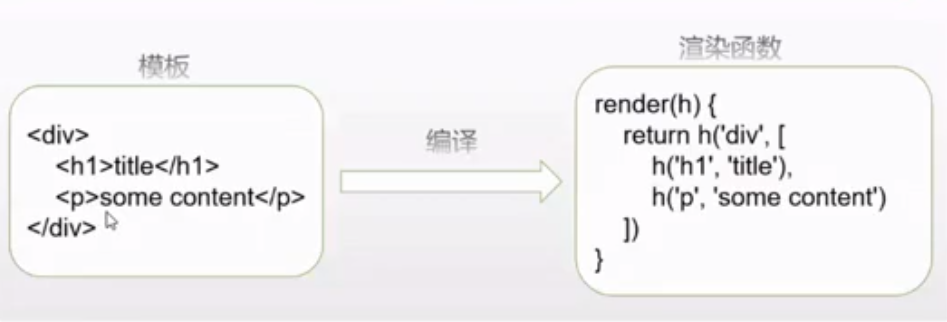 模板
<div>
<h1>title</h1>
<p>some content</p>
</div>
编译
渲染函数
render(h) {
return h('div', [
h('h1', 'title'),
h('p', 'some content')
])
}